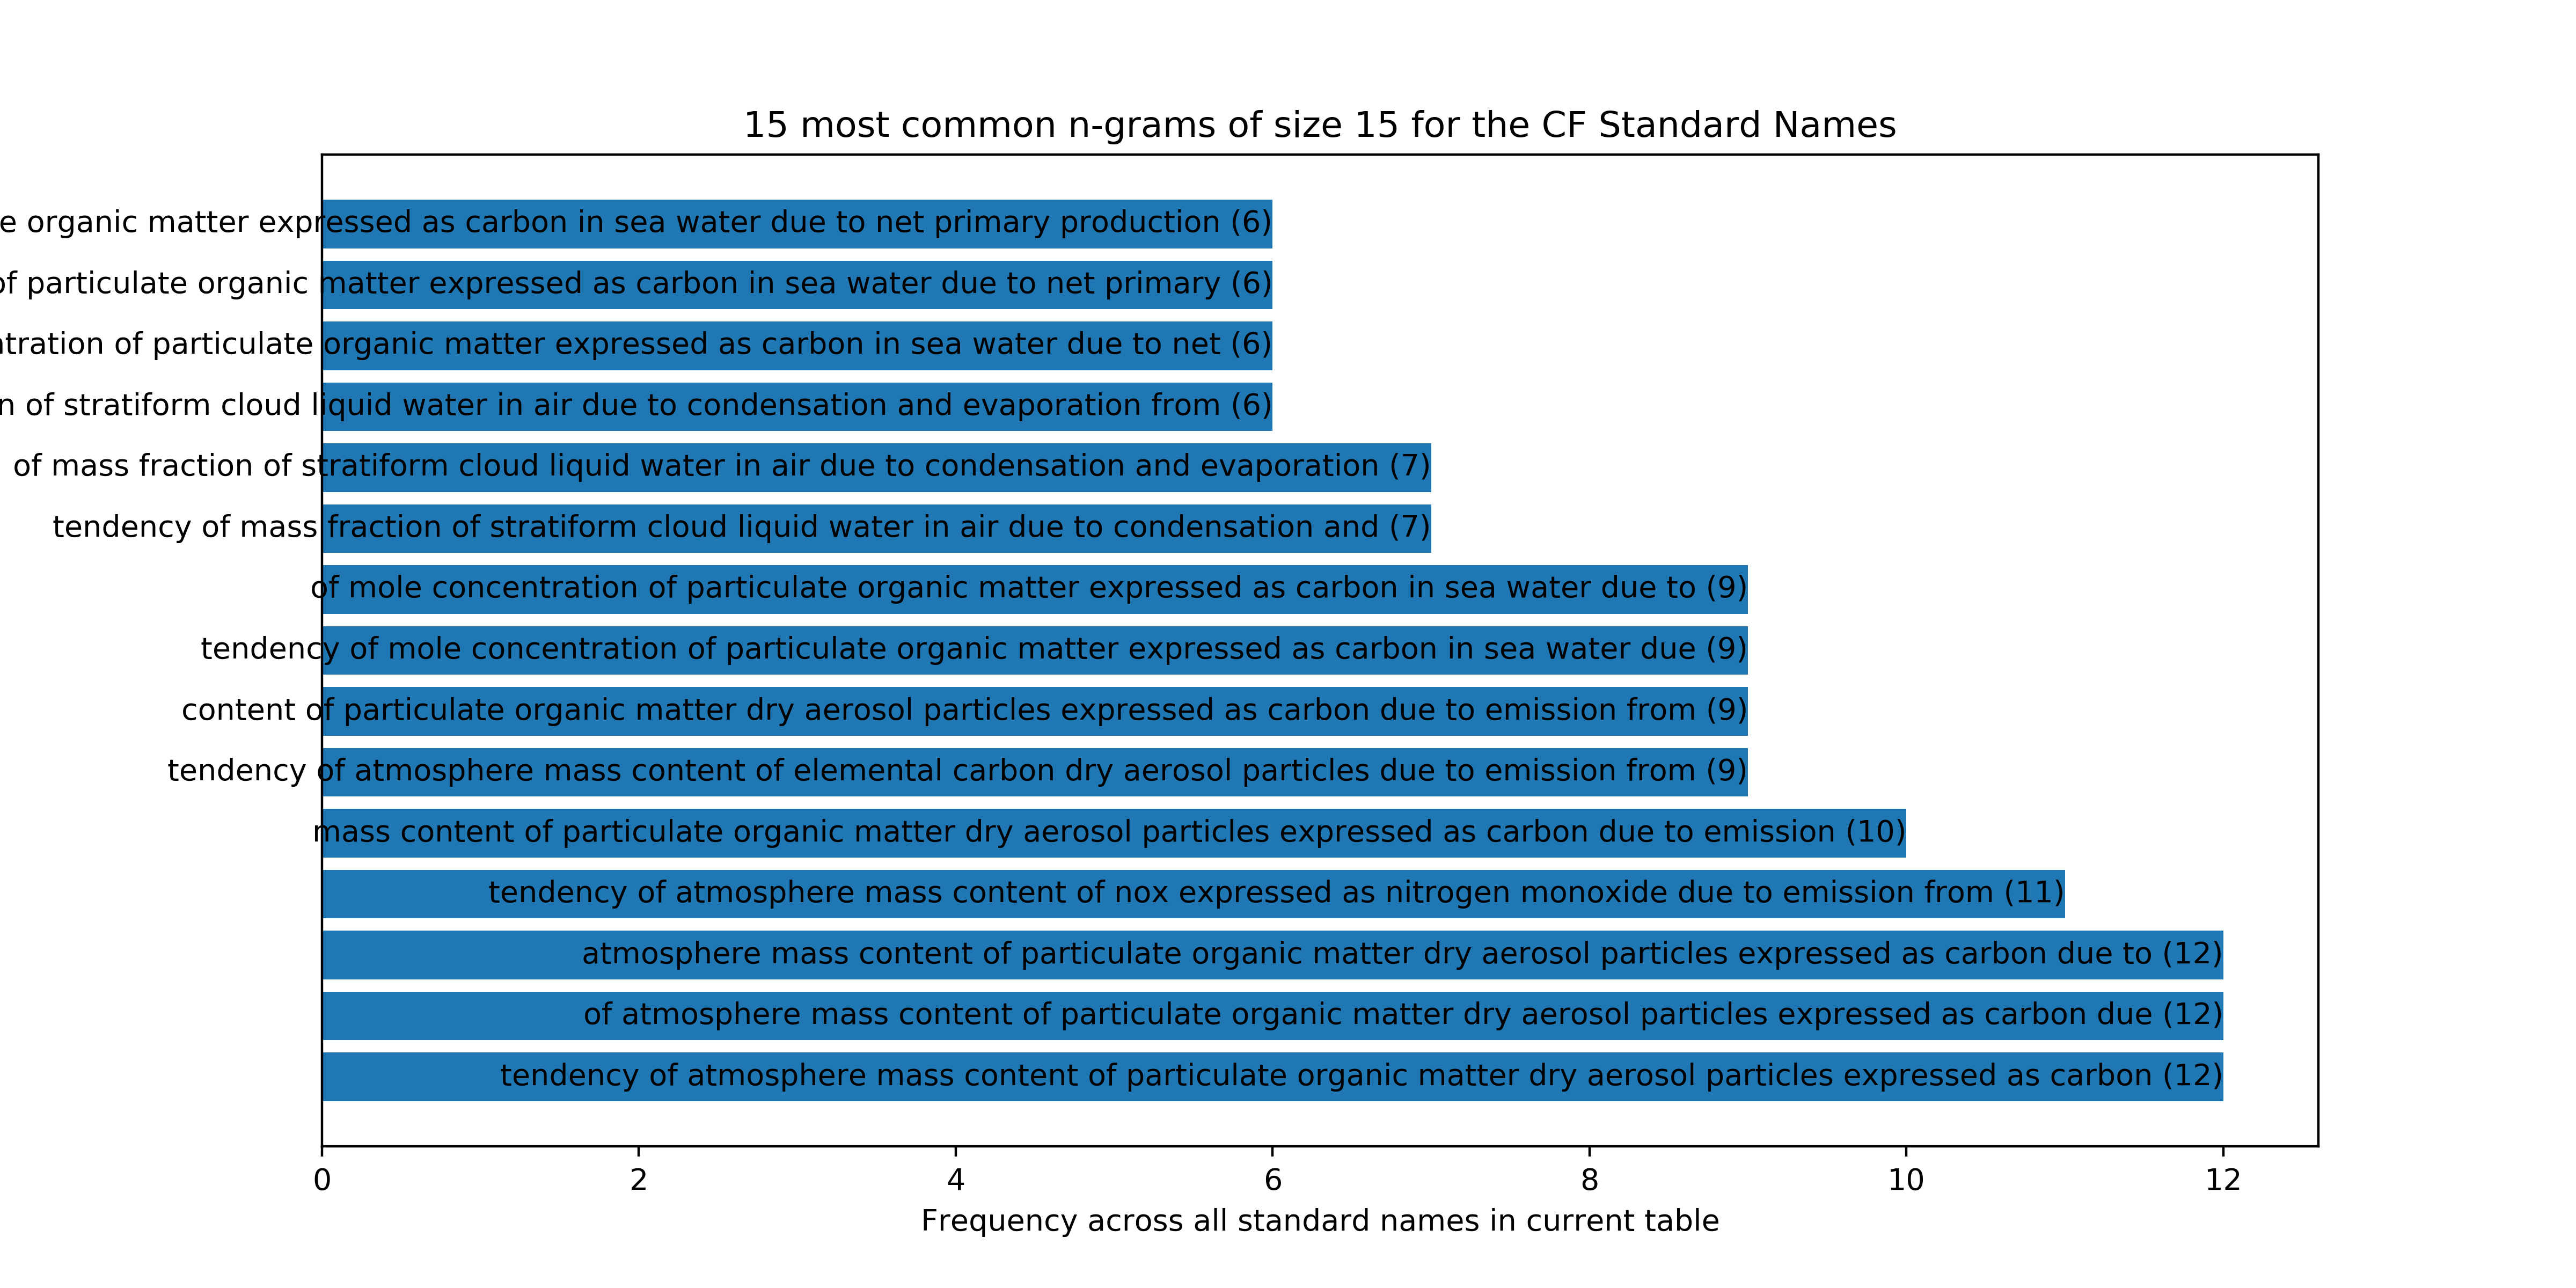 15 most common n-grams of size 15 for the CF Standard Names
organic matter expressed as carbon in sea water due to net primary production (6)
of particulate organic matter expressed as carbon in sea water due to net primary (6)
of particulate organic matter expressed as carbon in sea water due to net (6)
of stratiform cloud liquid water in air due to condensation and evaporation from (6)
of mass fraction of stratiform cloud liquid water in air due to condensation and evaporation (7)
tendency of mass fraction of stratiform cloud liquid water in air due to condensation and (7)
of mole concentration of particulate organic matter expressed as carbon in sea water due to (9)
tendency of mole concentration of particulate organic matter expressed as carbon in sea water due (9)
content of particulate organic matter dry aerosol particles expressed as carbon due to emission from (9)
tendency of atmosphere mass content of elemental carbon dry aerosol particles due to emission from (9)
mass content of particulate organic matter dry aerosol particles expressed as carbon due to emission (10)
tendency of atmosphere mass content of nox expressed as nitrogen monoxide due to emission from (11)
atmosphere mass content of particulate organic matter dry aerosol particles expressed as carbon due to (12)
of atmosphere mass content of particulate organic matter dry aerosol particles expressed as carbon due (12)
tendency of atmosphere mass content of particulate organic matter dry aerosol particles expressed as carbon (12)
0 2 4 6 8 10 12
Frequency across all standard names in current table